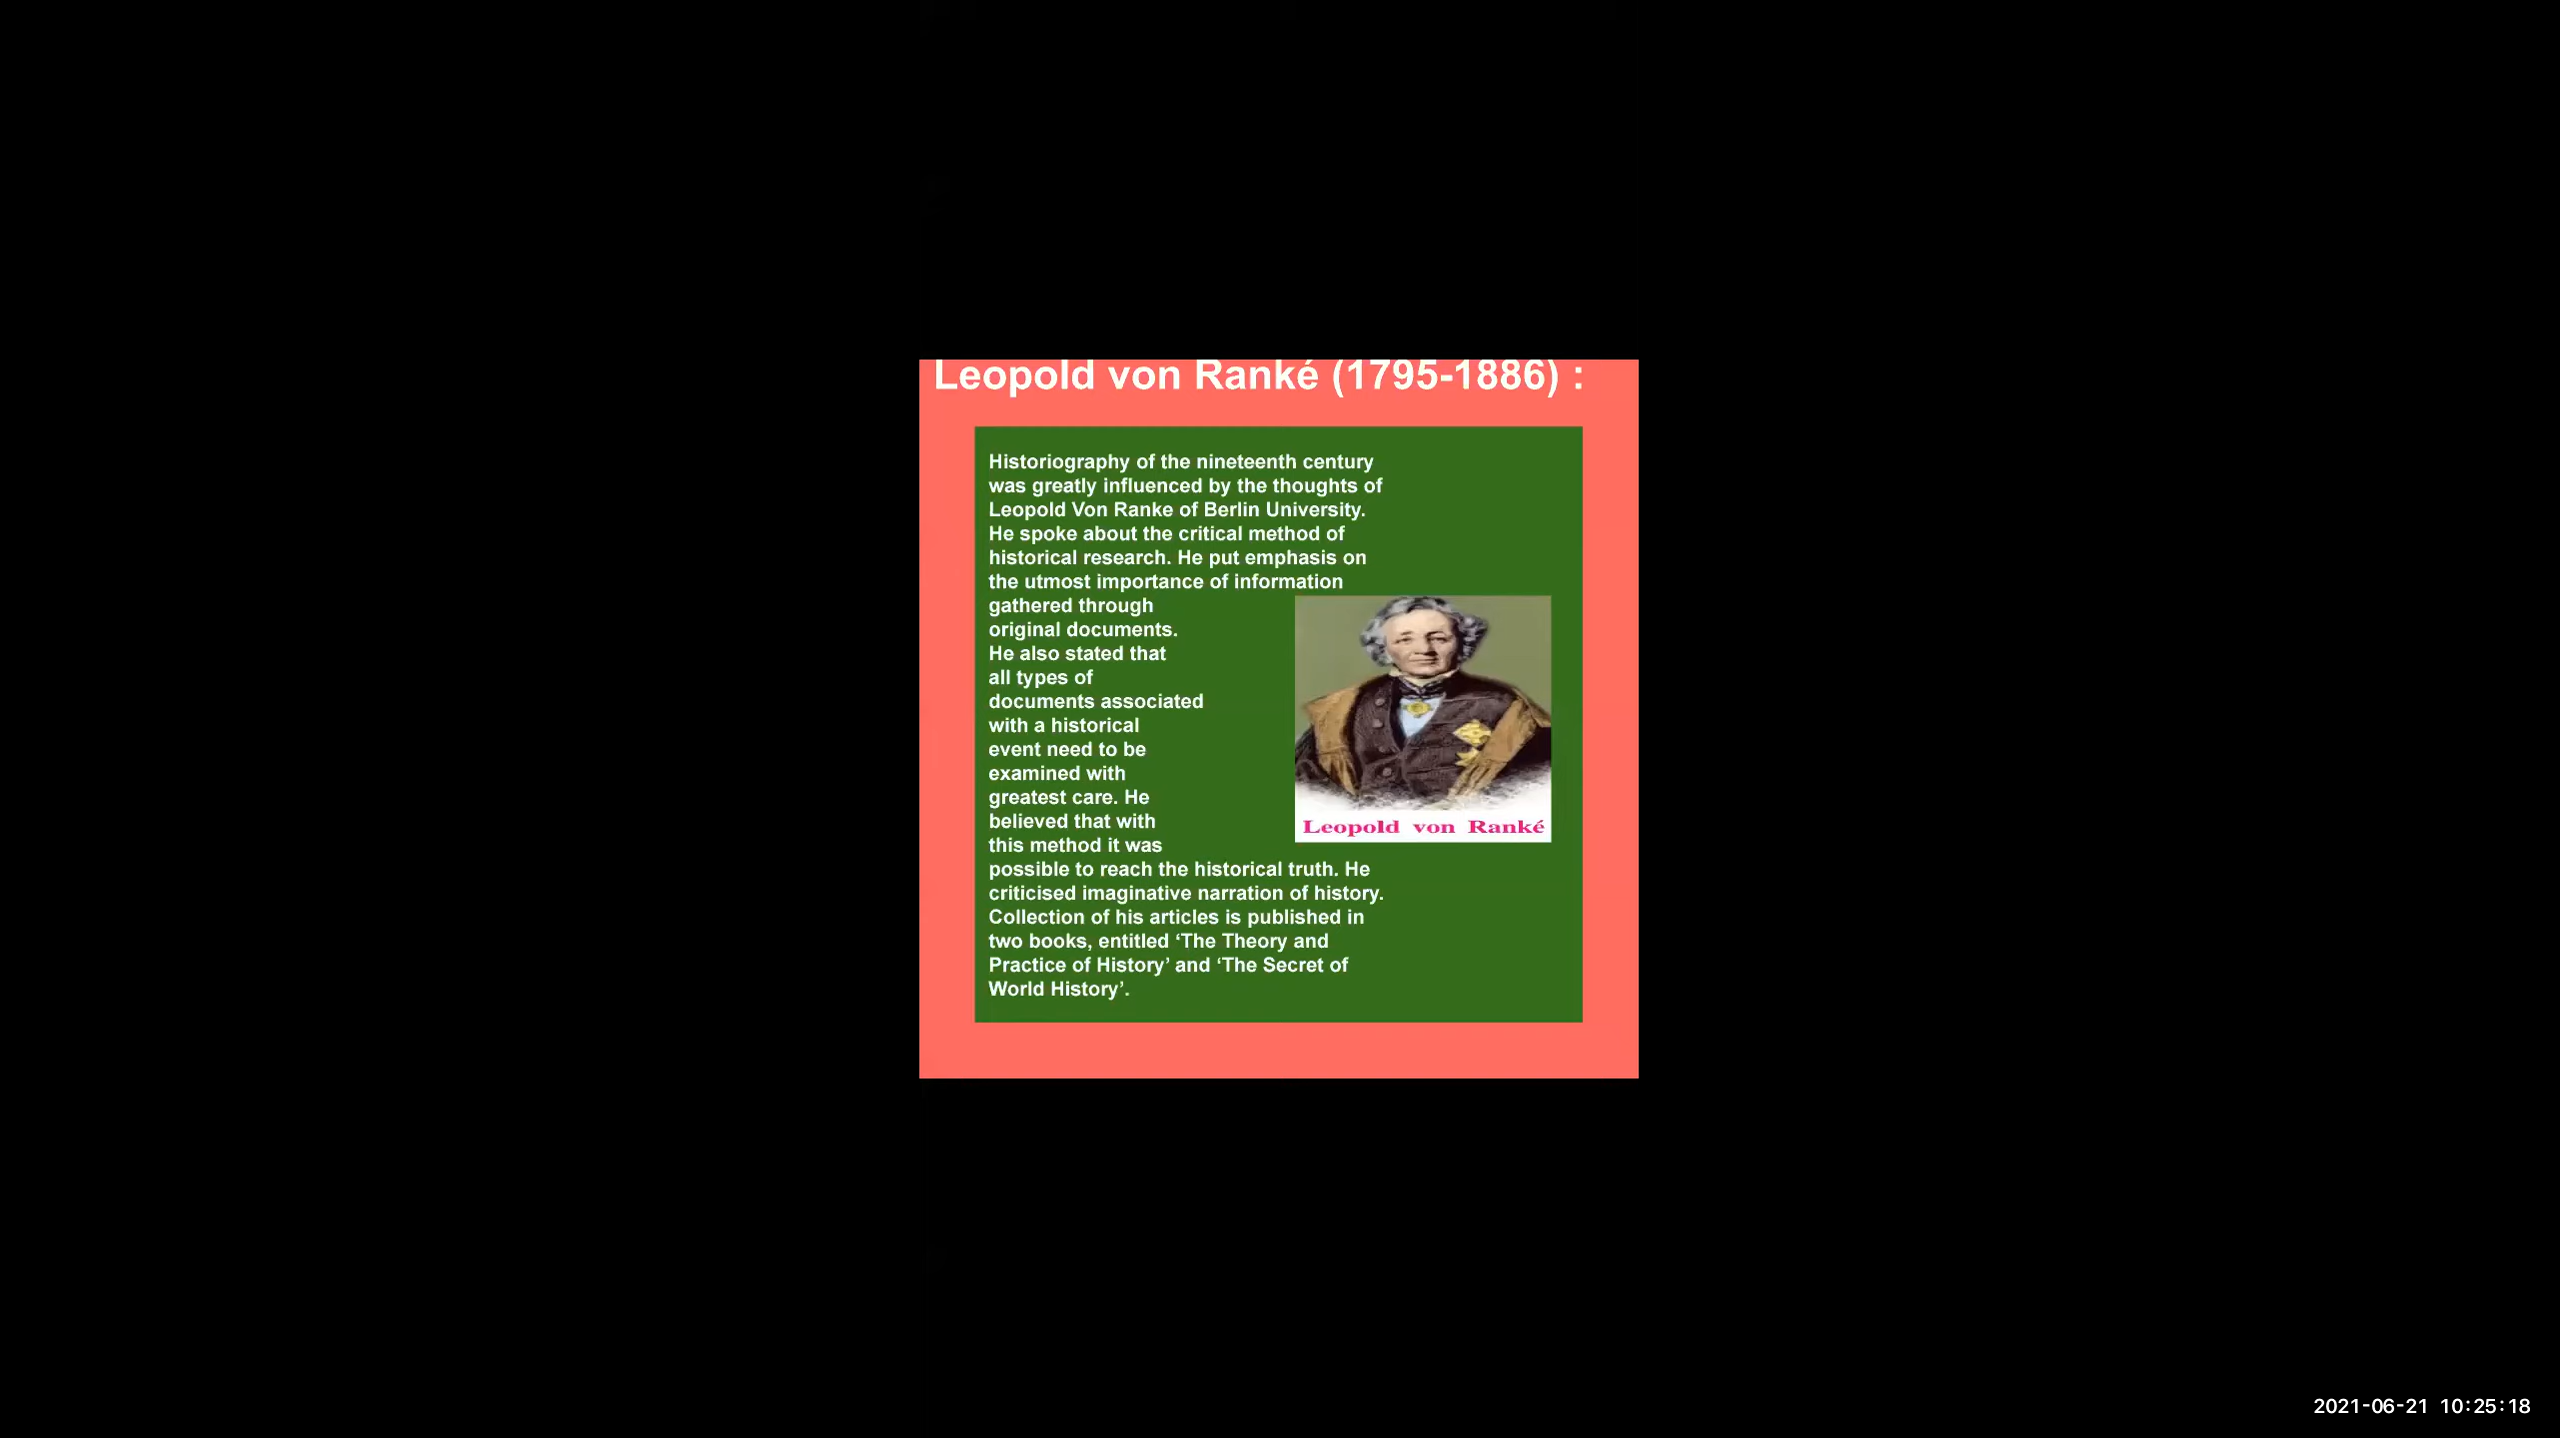 Leopold von Ranké (1795-1886) :
Historiography of the nineteenth century
was greatly influenced by the thoughts of
Leopold Von Ranke of Berlin University.
He spoke about the critical method of
historical research. He put emphasis on
the utmost importance of information
gathered through
original documents.
He also stated that
all types of
documents associated
with a historical
event need to be
examined with
greatest care. He
believed that with
this method it was
possible to reach the historical truth. He
criticised imaginative narration of history.
Collection of his articles is published in
two books, entitled ‘The Theory and
Practice of History’ and ‘The Secret of
World History’.
Leopold von Ranké
2021-06-21 10:25:18